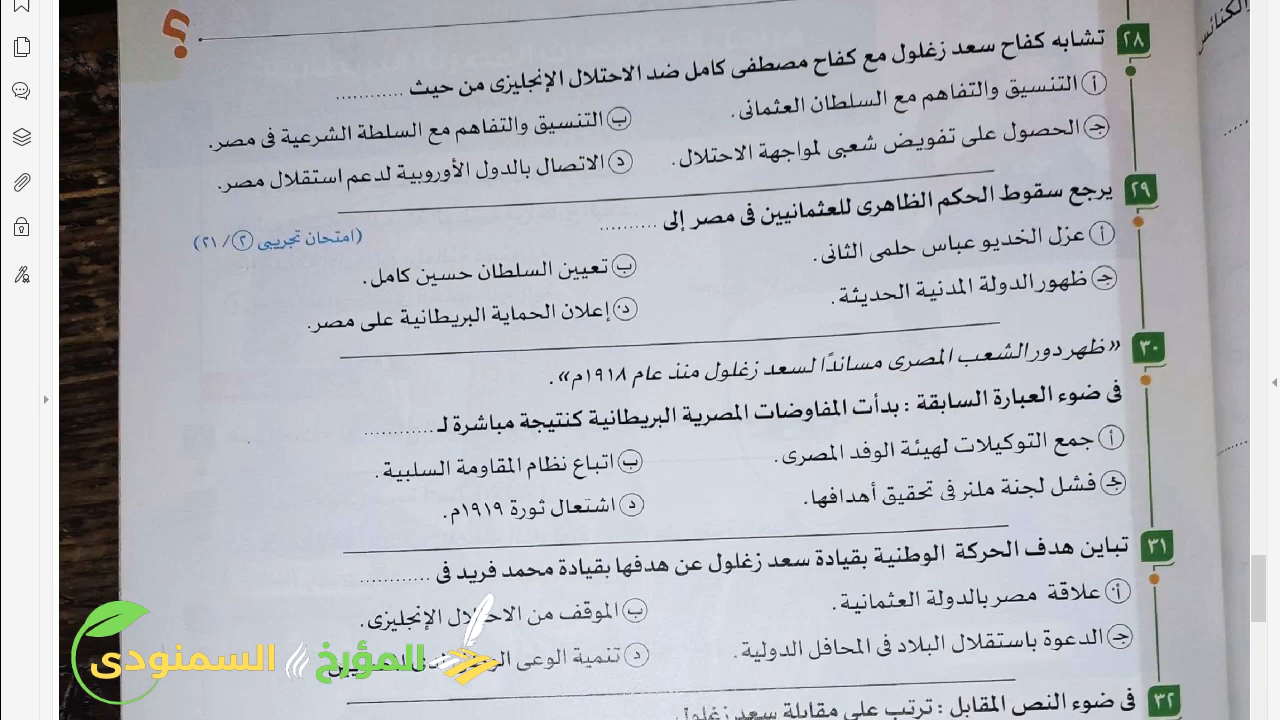 الكنائس
؟
٢٨ تشابه كفاح سعد زغلول مع كفاح مصطفى كامل ضد الاحتلال الإنجليزى من حيث ............
أ التنسيق والتفاهم مع السلطان العثمانى. ب التنسيق والتفاهم مع السلطة الشرعية فى مصر.
جـ الحصول على تفويض شعبى لمواجهة الاحتلال. د الاتصال بالدول الأوروبية لدعم استقلال مصر.
٢٩ يرجع سقوط الحكم الظاهرى للعثمانيين فى مصر إلى ..........
(امتحان تجريبى ٢ / ٢١)
أ عزل الخديو عباس حلمى الثانى. ب تعيين السلطان حسين كامل.
جـ ظهور الدولة المدنية الحديثة. د إعلان الحماية البريطانية على مصر.
٣٠ «ظهر دور الشعب المصرى مساندًا لسعد زغلول منذ عام ١٩١٨م».
فى ضوء العبارة السابقة : بدأت المفاوضات المصرية البريطانية كنتيجة مباشرة لـ ............
أ جمع التوكيلات لهيئة الوفد المصرى. ب اتباع نظام المقاومة السلبية.
جـ فشل لجنة ملنر فى تحقيق أهدافها. د اشتعال ثورة ١٩١٩م.
٣١ تباين هدف الحركة الوطنية بقيادة سعد زغلول عن هدفها بقيادة محمد فريد فى ............
أ علاقة مصر بالدولة العثمانية. ب الموقف من الاحتلال الإنجليزى.
جـ الدعوة باستقلال البلاد فى المحافل الدولية. د تنمية الوعى
المؤرخ // السمنودى
٣٢ فى ضوء النص المقابل : ترتب على مقابلة سعد زغلول